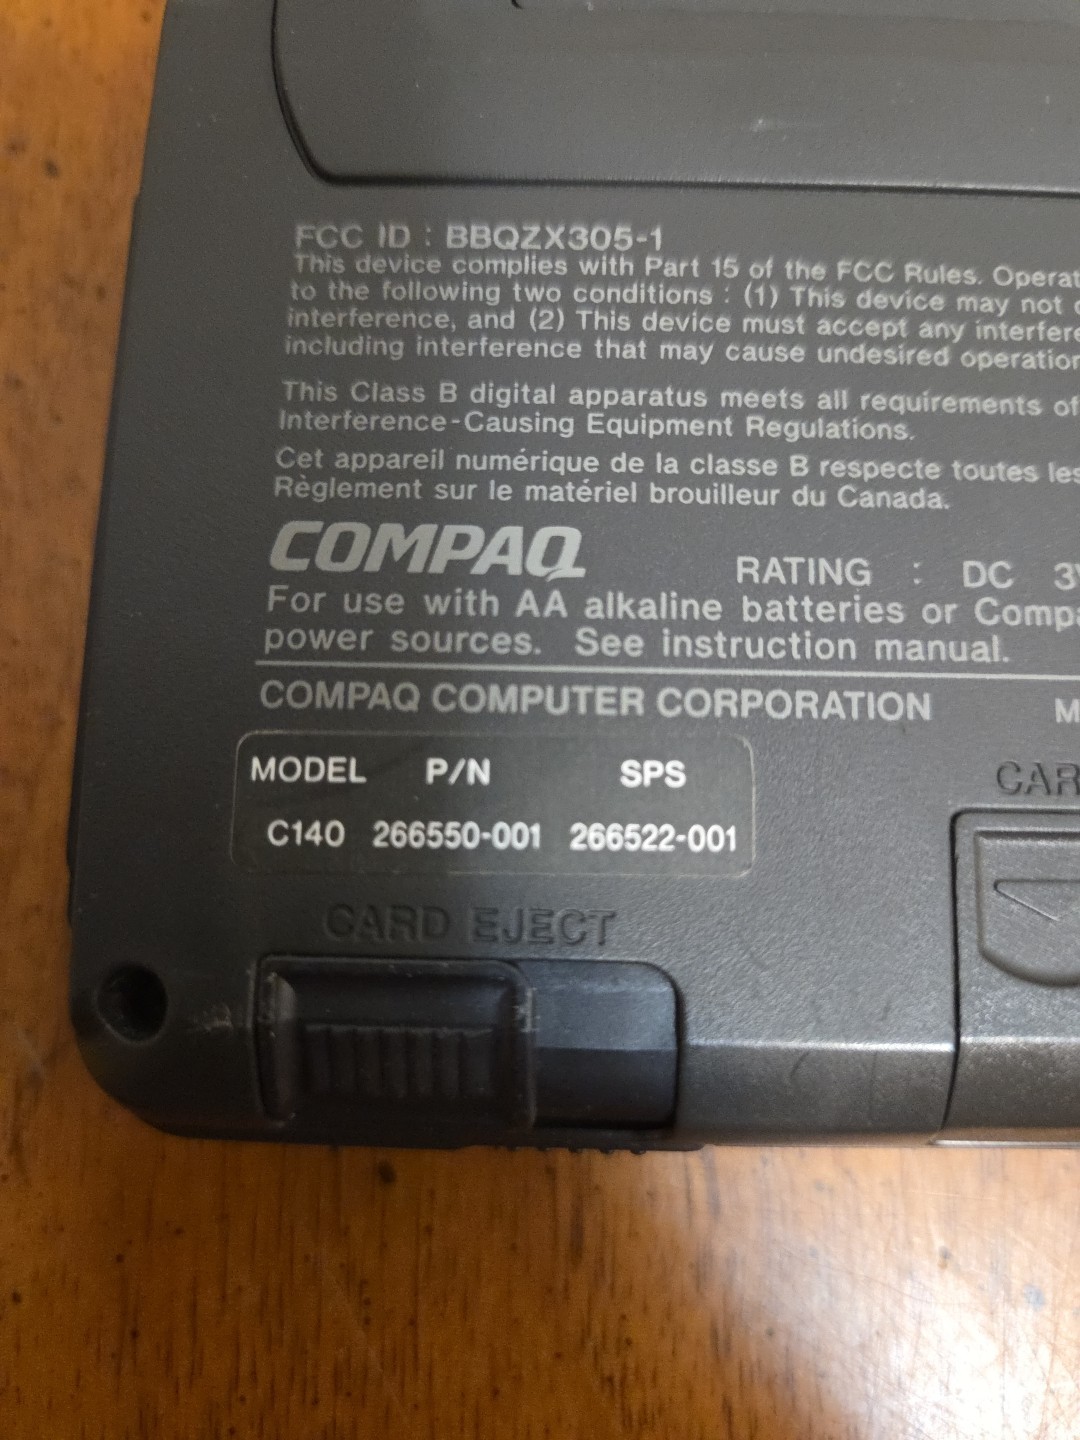 FCC ID : BBQZX305-1
This device complies with Part 15 of the FCC Rules. Operat
to the following two conditions : (1) This device may not
interference, and (2) This device must accept any interfere
including interference that may cause undesired operation
This Class B digital apparatus meets all requirements of
Interference-Causing Equipment Regulations.
Cet appareil numérique de la classe B respecte toutes les
Règlement sur le matériel brouilleur du Canada.
COMPAQ
RATING : DC 3V
For use with AA alkaline batteries or Compa
power sources. See instruction manual.
COMPAQ COMPUTER CORPORATION M
CAR
MODEL P/N SPS
C140 266550-001 266522-001
CARD EJECT